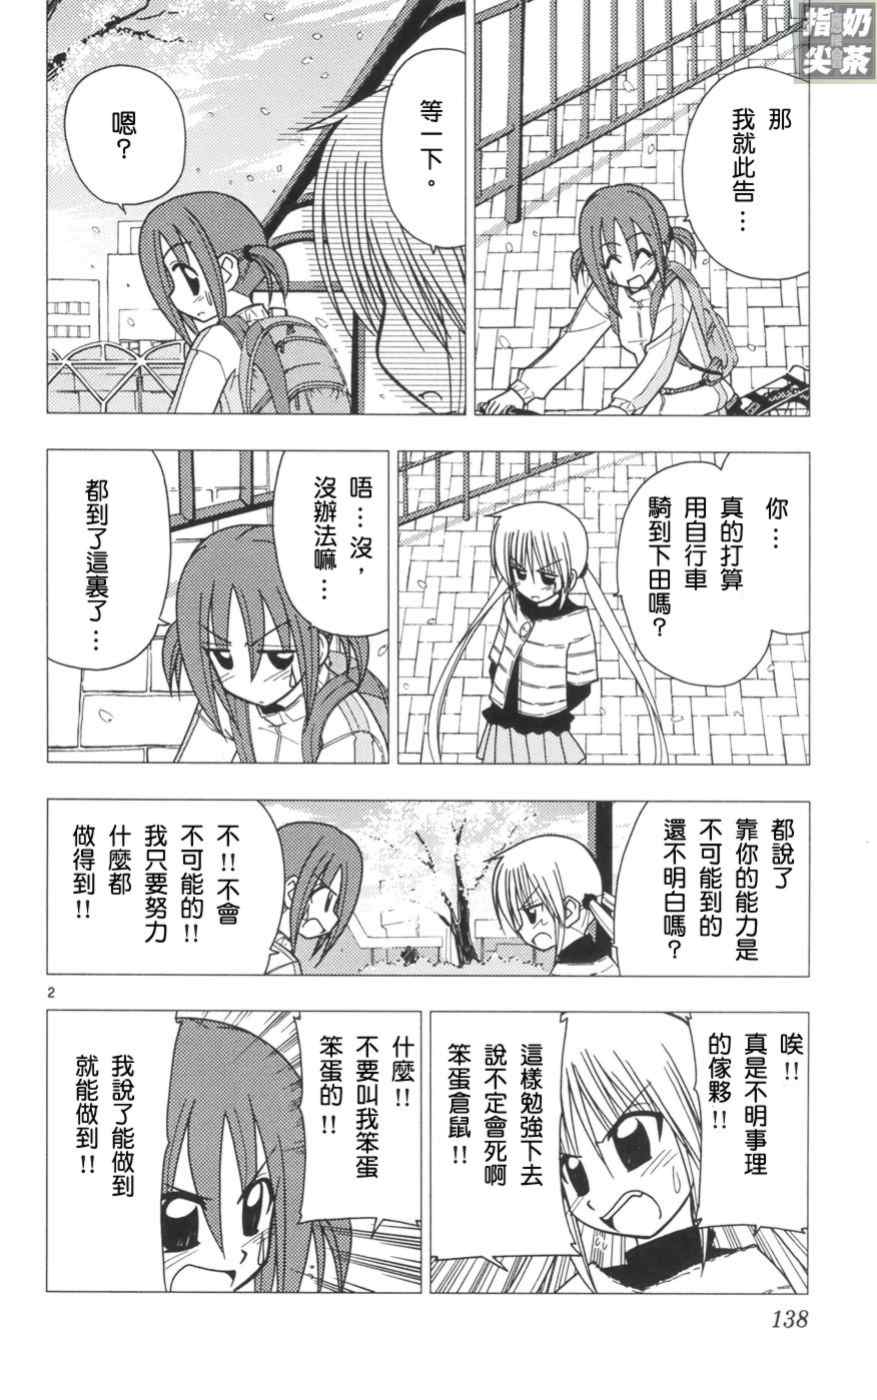 那
我就此告…
等一下。
嗯？
你…
真的打算
用自行車
騎到下田嗎？
唔…沒，
沒辦法嘛…
都到了這裏了…
都說了
靠你的能力是
不可能到的
還不明白嗎？
不!!不會
不可能的!!
我只要努力
什麼都
做得到!!
2
唉!!
真是不明事理
的傢夥!!
這樣勉強下去
說不定會死啊
笨蛋倉鼠!!
什麼!!
不要叫我笨蛋
笨蛋的!!
我說了能做到
就能做到!!
138
指奶
尖茶